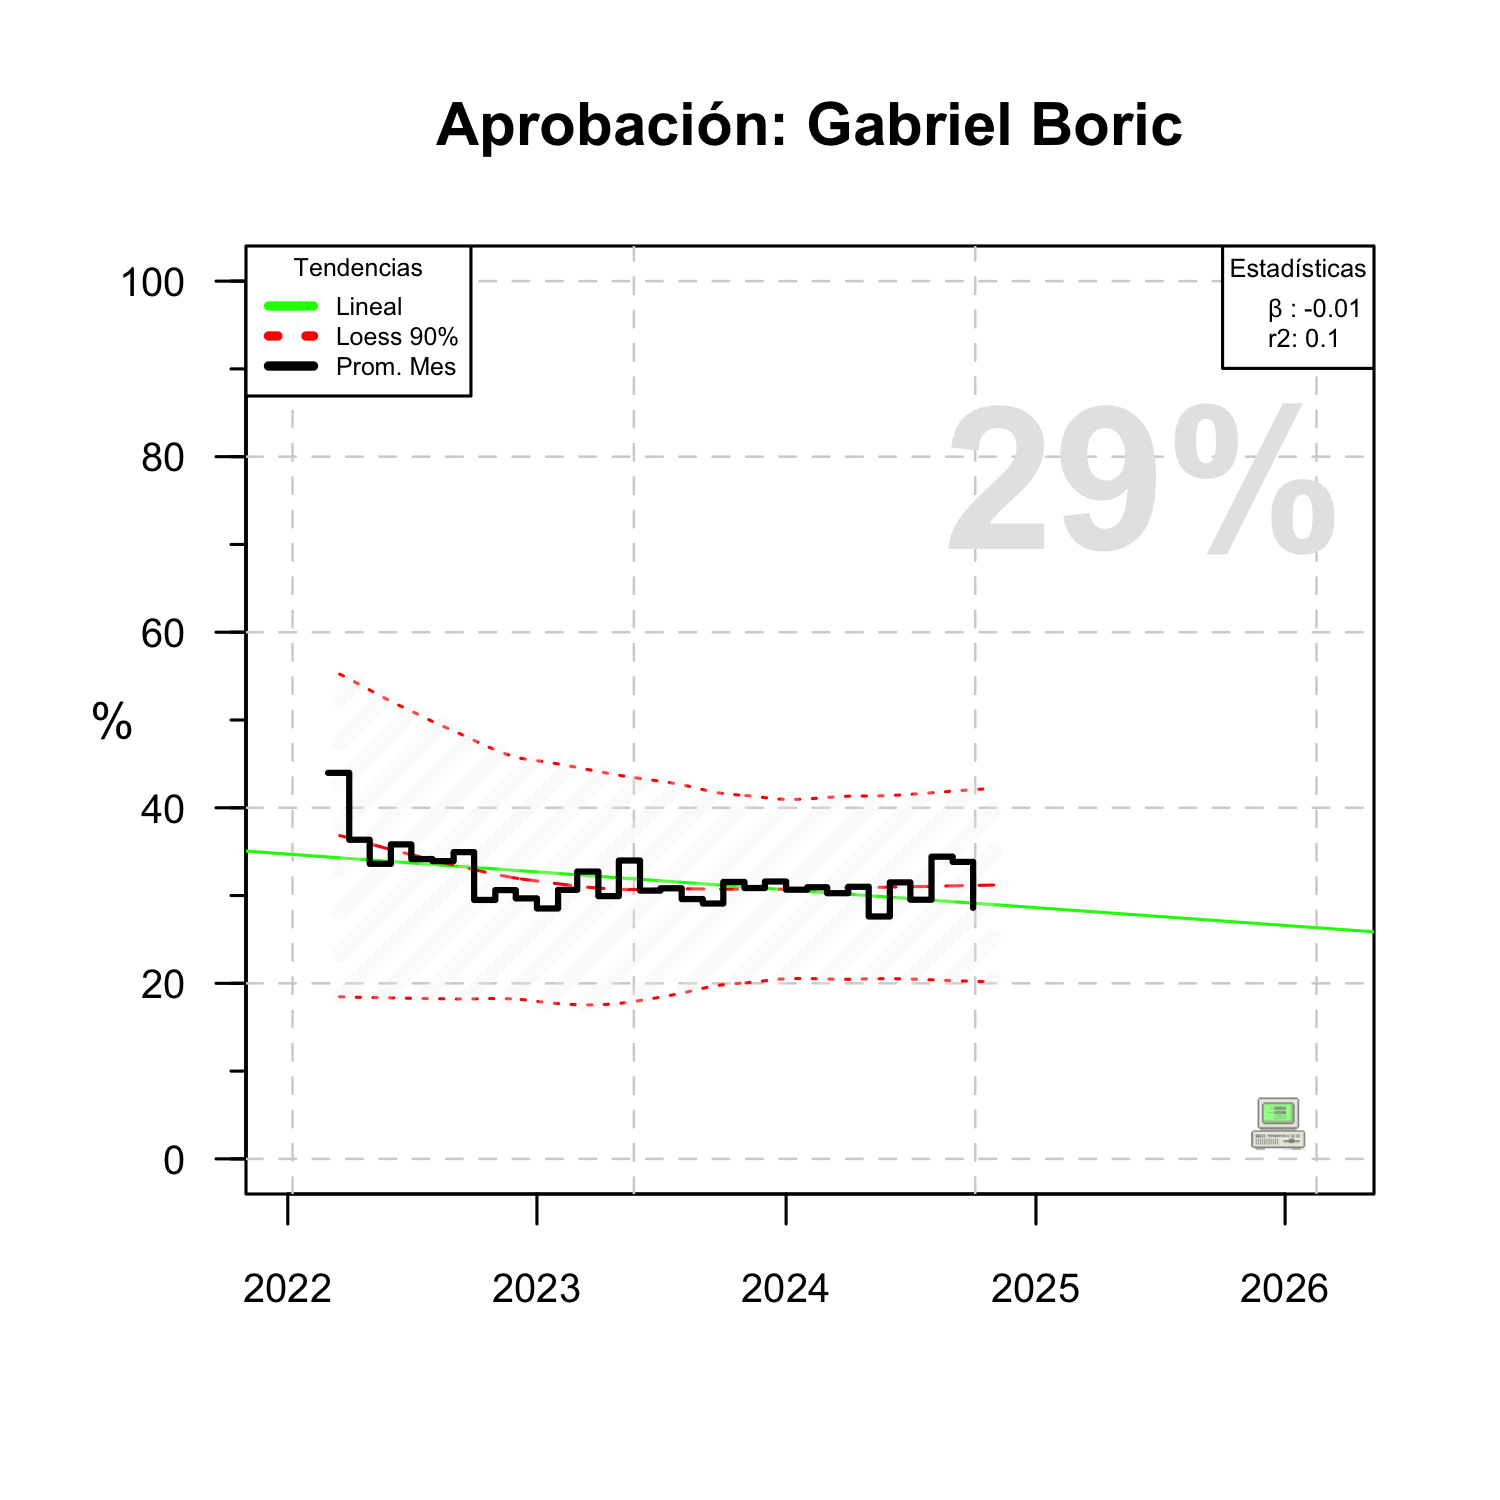 Aprobación: Gabriel Boric
Tendencias
Lineal
Loess 90%
Prom. Mes
Estadísticas
β : -0.01
r2: 0.1
29%
100
80
60
40
20
0
%
2022 2023 2024 2025 2026